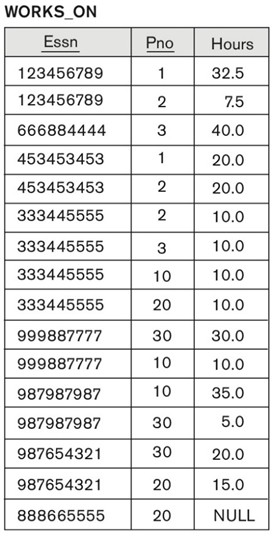 WORKS_ON
Essn Pno Hours
123456789 1 32.5
123456789 2 7.5
666884444 3 40.0
453453453 1 20.0
453453453 2 20.0
333445555 2 10.0
333445555 3 10.0
333445555 10 10.0
333445555 20 10.0
999887777 30 30.0
999887777 10 10.0
987987987 10 35.0
987987987 30 5.0
987654321 30 20.0
987654321 20 15.0
888665555 20 NULL